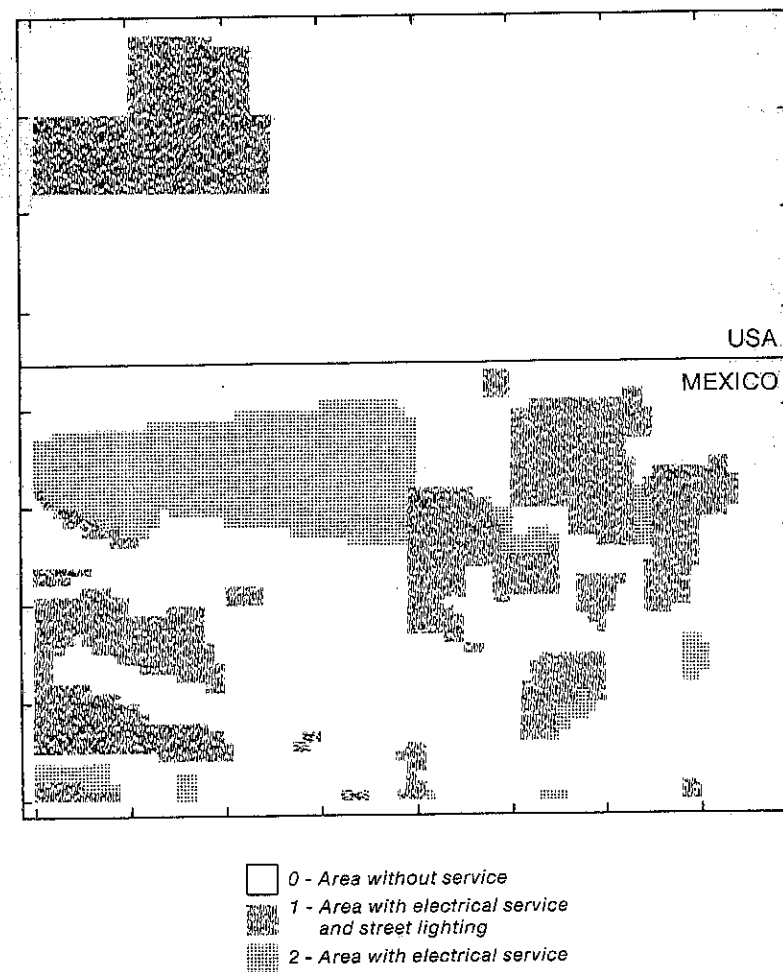 USA
MEXICO
0 - Area without service
1 - Area with electrical service
and street lighting
2 - Area with electrical service